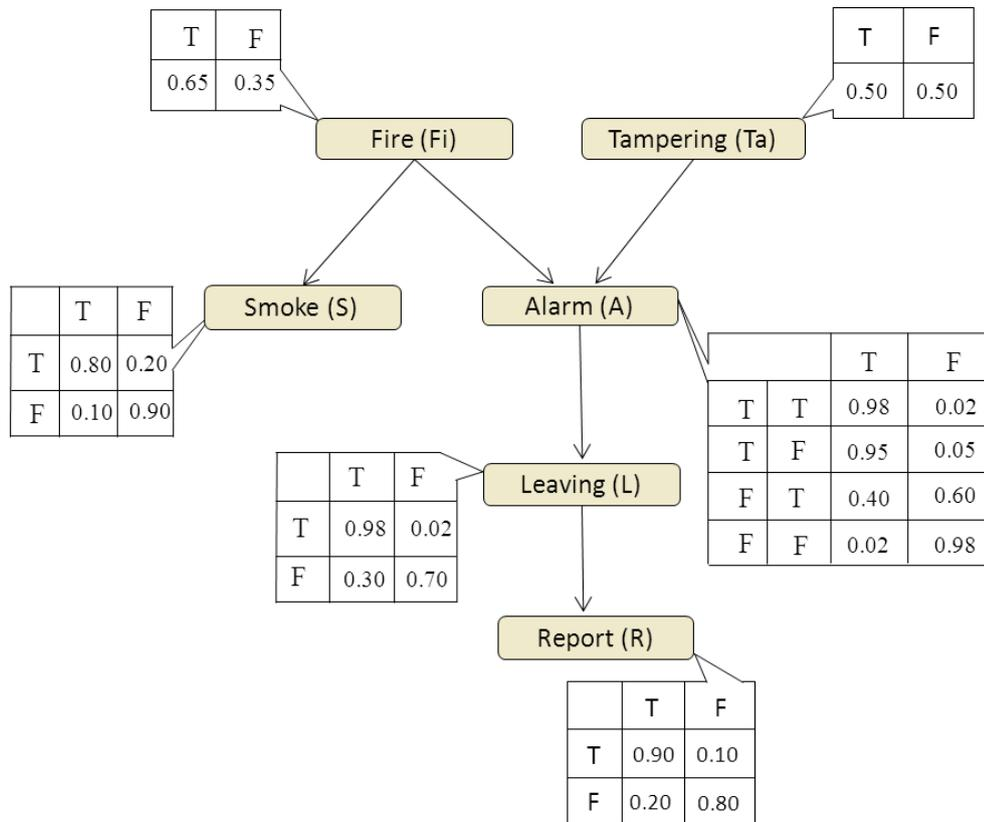 T F
0.65 0.35
T F
0.50 0.50
Fire (Fi)
Tampering (Ta)
Smoke (S)
Alarm (A)
T F
T 0.80 0.20
F 0.10 0.90
T F
T T 0.98 0.02
T F 0.95 0.05
F T 0.40 0.60
F F 0.02 0.98
Leaving (L)
T F
T 0.98 0.02
F 0.30 0.70
Report (R)
T F
T 0.90 0.10
F 0.20 0.80